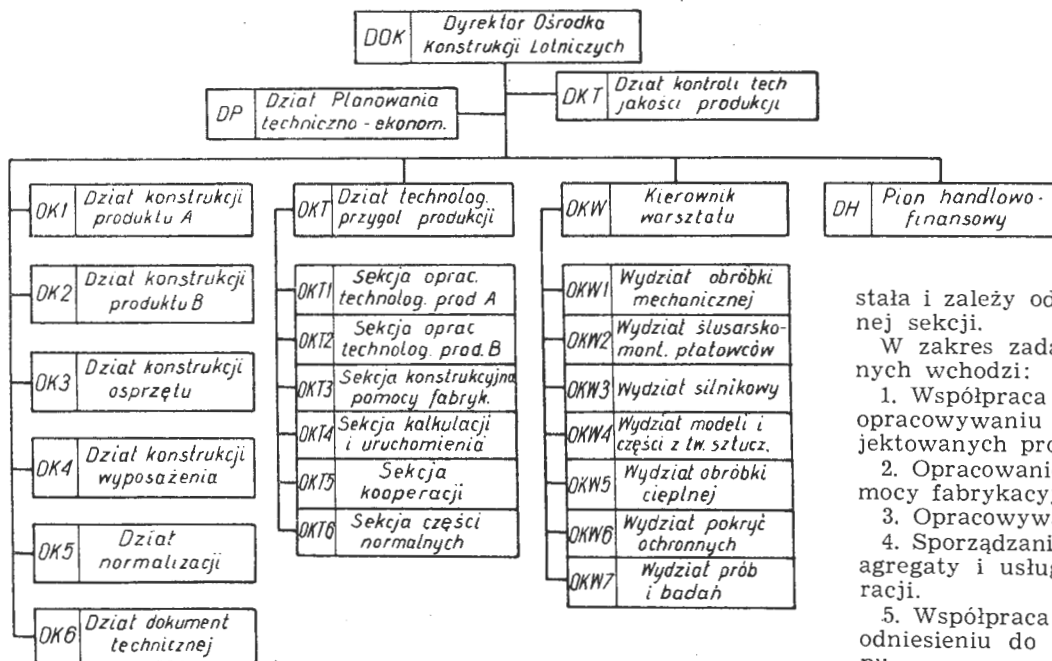 DOK
Dyrektor Ośrodka
Konstrukcji Lotniczych
DP
Dział Planowania
techniczno-ekonom.
DKT
Dział kontroli tech
jakości produkcji
OK1
Dział konstrukcji
produktu A
OK2
Dział konstrukcji
produktu B
OK3
Dział konstrukcji
osprzętu
OK4
Dział konstrukcji
wyposażenia
OK5
Dział
normalizacji
OK6
Dział dokument
technicznej
OKT
Dział technolog.
przygot produkcji
OKT1
Sekcja oprac.
technolog. prod A
OKT2
Sekcja oprac
technolog. prod. B
OKT3
Sekcja konstrukcyjna
pomocy fabryk.
OKT4
Sekcja kalkulacji
i uruchomienia
OKT5
Sekcja
kooperacji
OKT6
Sekcja części
normalnych
OKW
Kierownik
warsztatu
OKW1
Wydział obróbki
mechanicznej
OKW2
Wydział ślusarsko-
mont. płatowców
OKW3
Wydział silnikowy
OKW4
Wydział modeli i
części z tw. sztucz.
OKW5
Wydział obróbki
cieplnej
OKW6
Wydział pokryć
ochronnych
OKW7
Wydział prób
i badań
DH
Pion handlowo-
finansowy
stała i zależy od
nej sekcji.
W zakres zada
nych wchodzi:
1. Współpraca
opracowywaniu
jektowanych pro
2. Opracowani
mocy fabrykacy
3. Opracowyw
4. Sporządzani
agregaty i usług
racji.
5. Współpraca
odniesieniu do